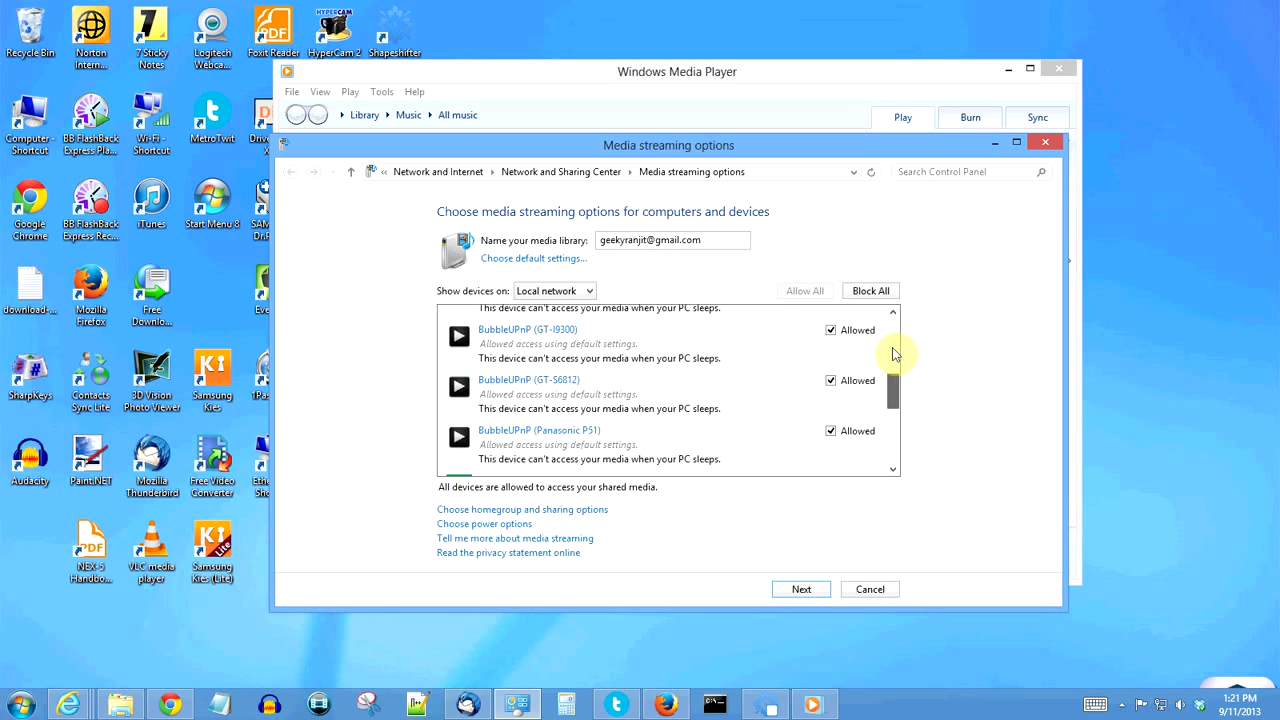 Recycle Bin
Norton Intern...
7 Sticky Notes
Logitech Webca...
Foxit Reader
HYPERCAM
HyperCam 2
Shapeshifter
Computer - Shortcut
BB FlashBack Express Pla...
Wi-Fi - Shortcut
MetroTwit
Google Chrome
BB FlashBack Express Rec...
iTunes
Start Menu 8
download-...
Mozilla Firefox
Free Downlo...
SharpKeys
Contacts Sync Lite
3D Vision Photo Viewer
Samsung Kies
Audacity
Paint.NET
Mozilla Thunderbird
Free Video Converter
NEX-5 Handbo...
VLC media player
Samsung Kies (Lite)
Windows Media Player
File View Play Tools Help
Library Music All music
Play Burn Sync
Media streaming options
« Network and Internet Network and Sharing Center Media streaming options
Search Control Panel
Choose media streaming options for computers and devices
Name your media library: geekyranjit@gmail.com
Choose default settings...
Show devices on: Local network Allow All Block All
This device can't access your media when your PC sleeps.
BubbleUPnP (GT-I9300) Allowed
Allowed access using default settings.
This device can't access your media when your PC sleeps.
BubbleUPnP (GT-S6812) Allowed
Allowed access using default settings.
This device can't access your media when your PC sleeps.
BubbleUPnP (Panasonic P51) Allowed
Allowed access using default settings.
This device can't access your media when your PC sleeps.
All devices are allowed to access your shared media.
Choose homegroup and sharing options
Choose power options
Tell me more about media streaming
Read the privacy statement online
Next Cancel
1:21 PM
9/11/2013